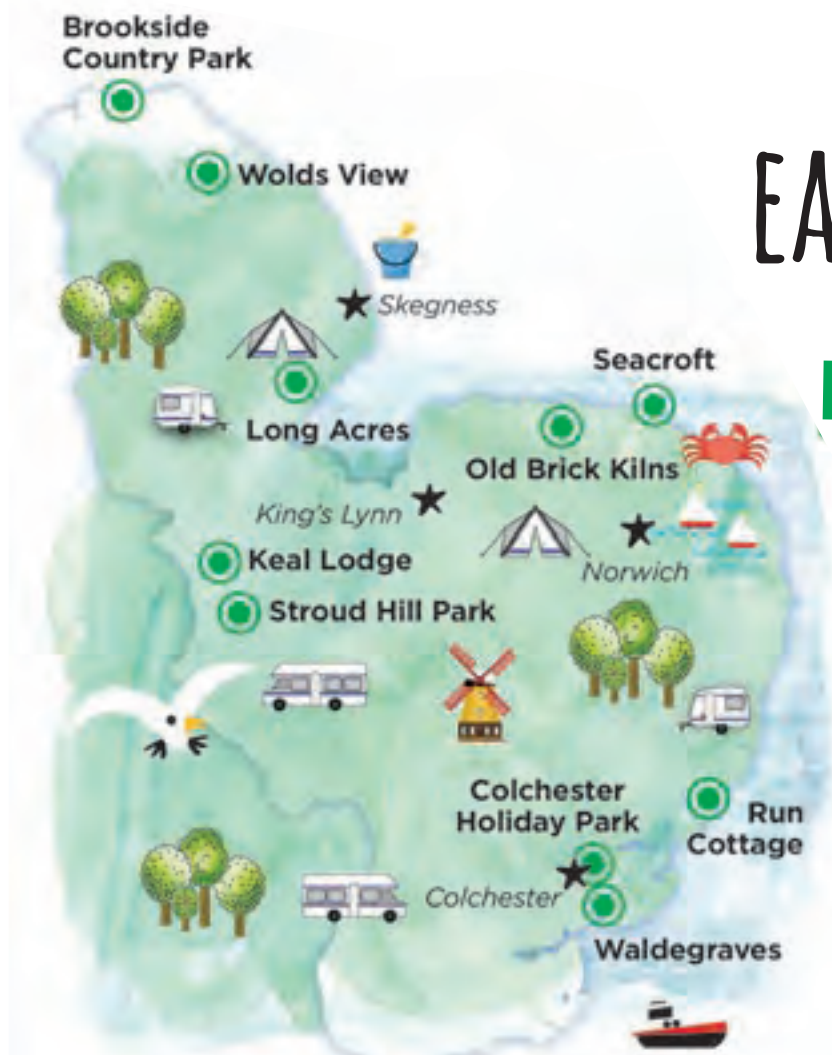 Brookside
Country Park
Wolds View
EA
Skegness
Seacroft
Long Acres
Old Brick Kilns
King's Lynn
Norwich
Keal Lodge
Stroud Hill Park
Colchester
Holiday Park
Run
Cottage
Colchester
Waldegraves